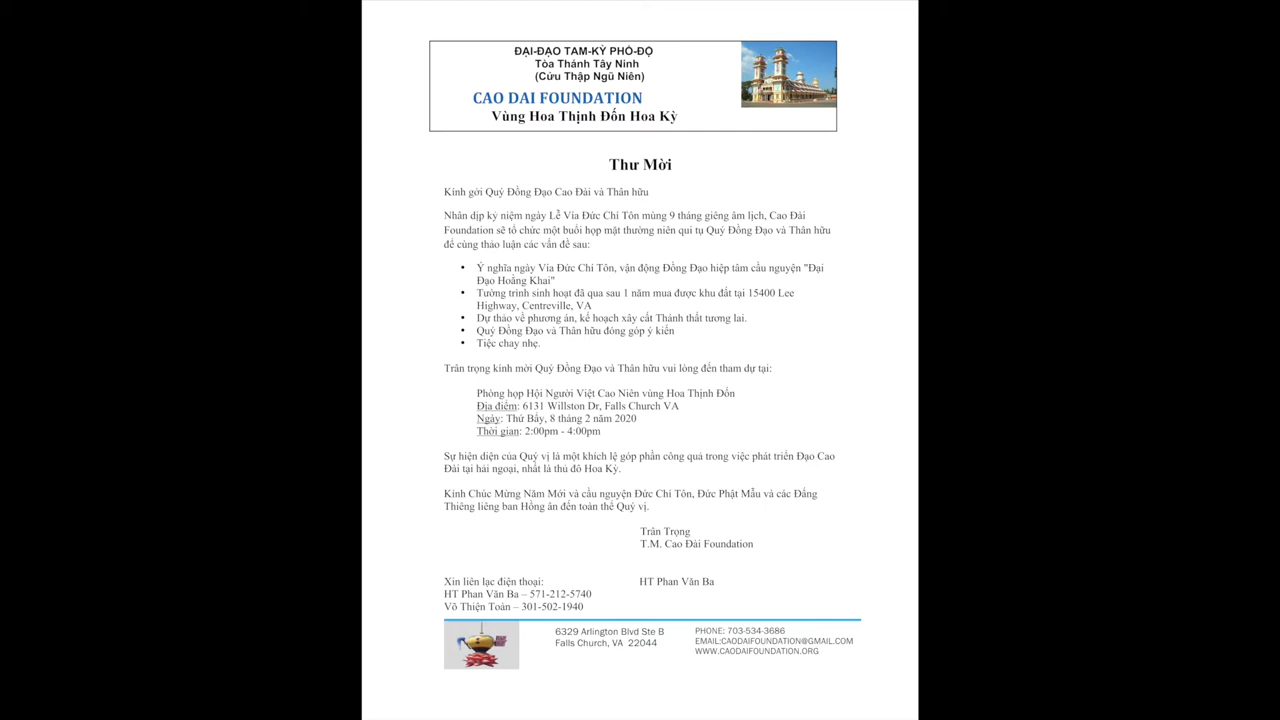 ĐẠI-ĐẠO TAM-KỲ PHỔ-ĐỘ
Tòa Thánh Tây Ninh
(Cửu Thập Ngũ Niên)
CAO DAI FOUNDATION
Vùng Hoa Thịnh Đốn Hoa Kỳ
Thư Mời
Kính gởi Quý Đồng Đạo Cao Đài và Thân hữu
Nhân dịp kỷ niệm ngày Lễ Vía Đức Chí Tôn mùng 9 tháng giêng âm lịch, Cao Đài
Foundation sẽ tổ chức một buổi họp mặt thường niên qui tụ Quý Đồng Đạo và Thân hữu
để cùng thảo luận các vấn đề sau:
• Ý nghĩa ngày Vía Đức Chí Tôn, vận động Đồng Đạo hiệp tâm cầu nguyện "Đại
Đạo Hoằng Khai"
• Tường trình sinh hoạt đã qua sau 1 năm mua được khu đất tại 15400 Lee
Highway, Centreville, VA
• Dự thảo về phương án, kế hoạch xây cất Thánh thất tương lai.
• Quý Đồng Đạo và Thân hữu đóng góp ý kiến
• Tiệc chay nhẹ.
Trân trọng kính mời Quý Đồng Đạo và Thân hữu vui lòng đến tham dự tại:
Phòng họp Hội Người Việt Cao Niên vùng Hoa Thịnh Đốn
Địa điểm: 6131 Willston Dr, Falls Church VA
Ngày: Thứ Bẩy, 8 tháng 2 năm 2020
Thời gian: 2:00pm - 4:00pm
Sự hiện diện của Quý vị là một khích lệ góp phần công quả trong việc phát triển Đạo Cao
Đài tại hải ngoại, nhất là thủ đô Hoa Kỳ.
Kính Chúc Mừng Năm Mới và cầu nguyện Đức Chí Tôn, Đức Phật Mẫu và các Đấng
Thiêng liêng ban Hồng ân đến toàn thể Quý vị.
Trân Trọng
T.M. Cao Đài Foundation
Xin liên lạc điện thoại:
HT Phan Văn Ba
HT Phan Văn Ba – 571-212-5740
Võ Thiện Toàn – 301-502-1940
6329 Arlington Blvd Ste B
Falls Church, VA 22044
PHONE: 703-534-3686
EMAIL:CAODAIFOUNDATION@GMAIL.COM
WWW.CAODAIFOUNDATION.ORG